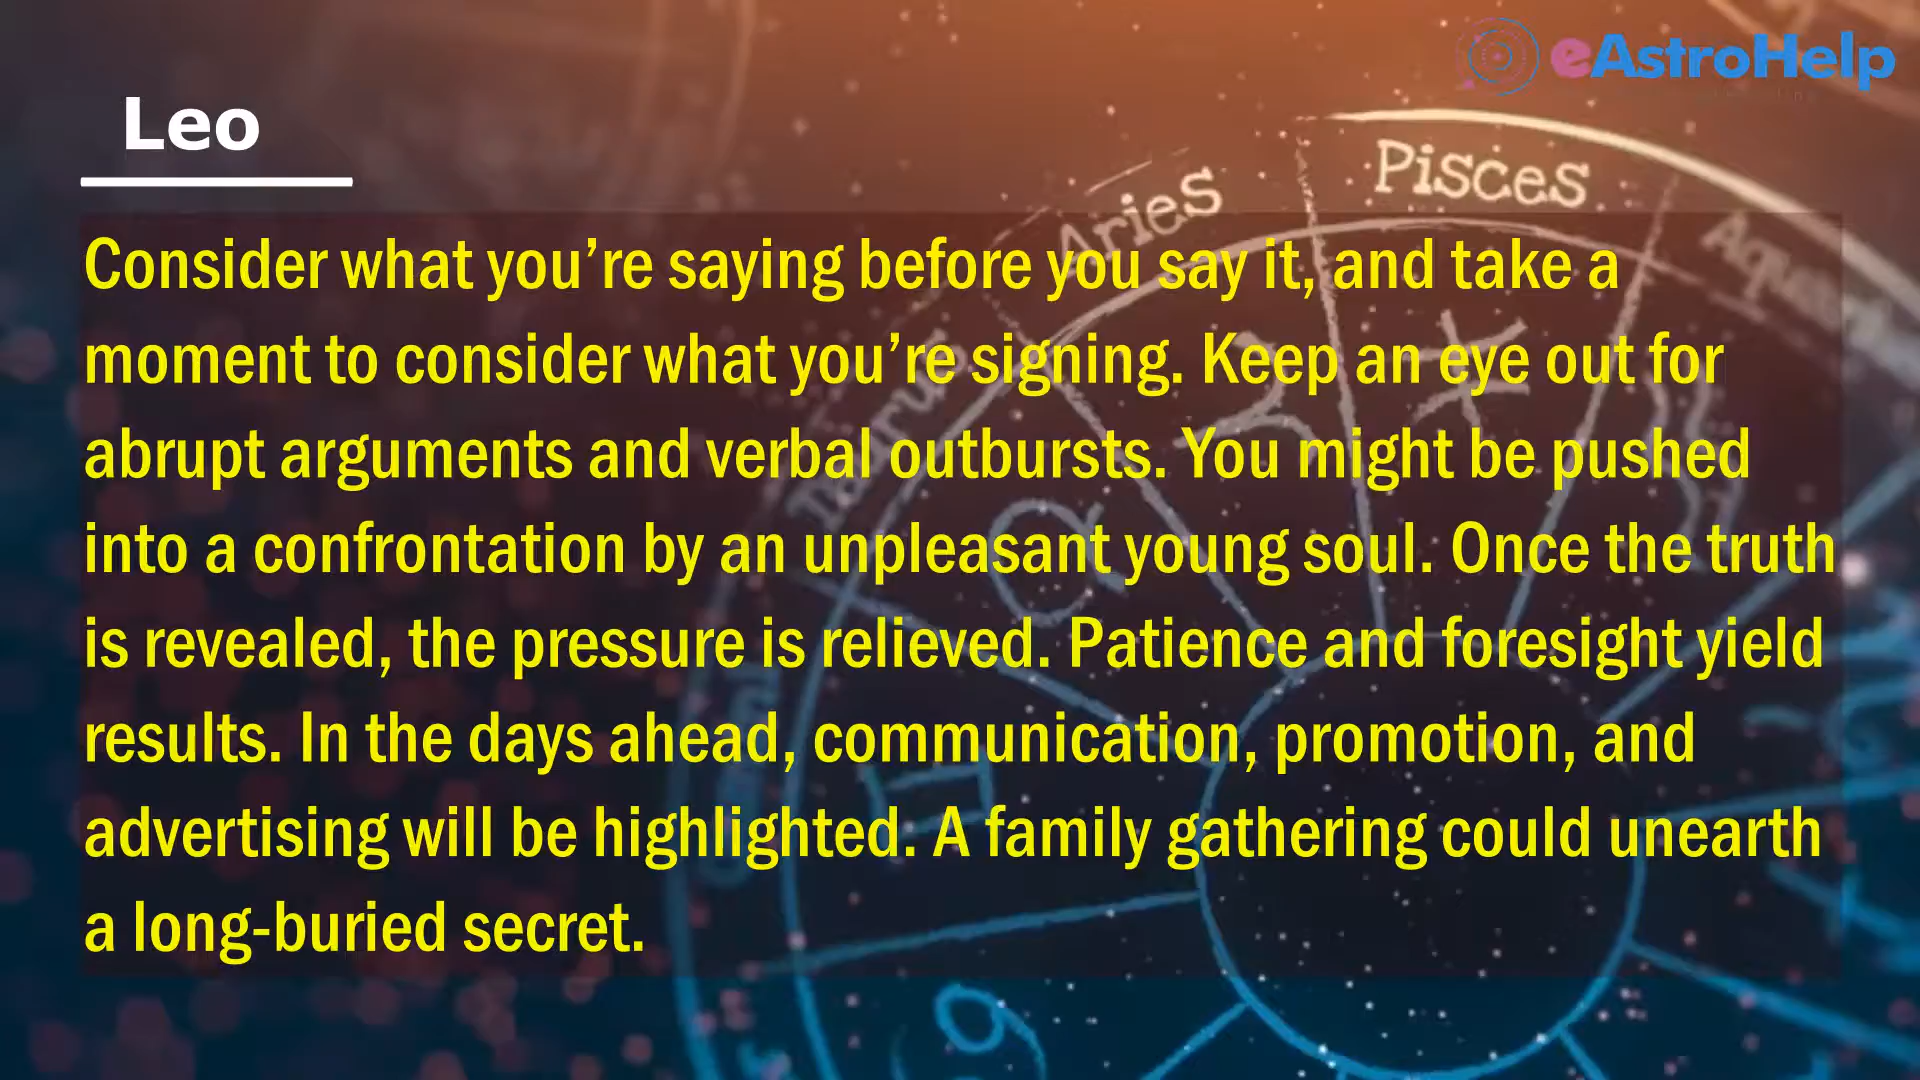 eAstroHelp
Leo
Pisces
Aries
Consider what you’re saying before you say it, and take a
moment to consider what you’re signing. Keep an eye out for
abrupt arguments and verbal outbursts. You might be pushed
into a confrontation by an unpleasant young soul. Once the truth
is revealed, the pressure is relieved. Patience and foresight yield
results. In the days ahead, communication, promotion, and
advertising will be highlighted. A family gathering could unearth
a long-buried secret.